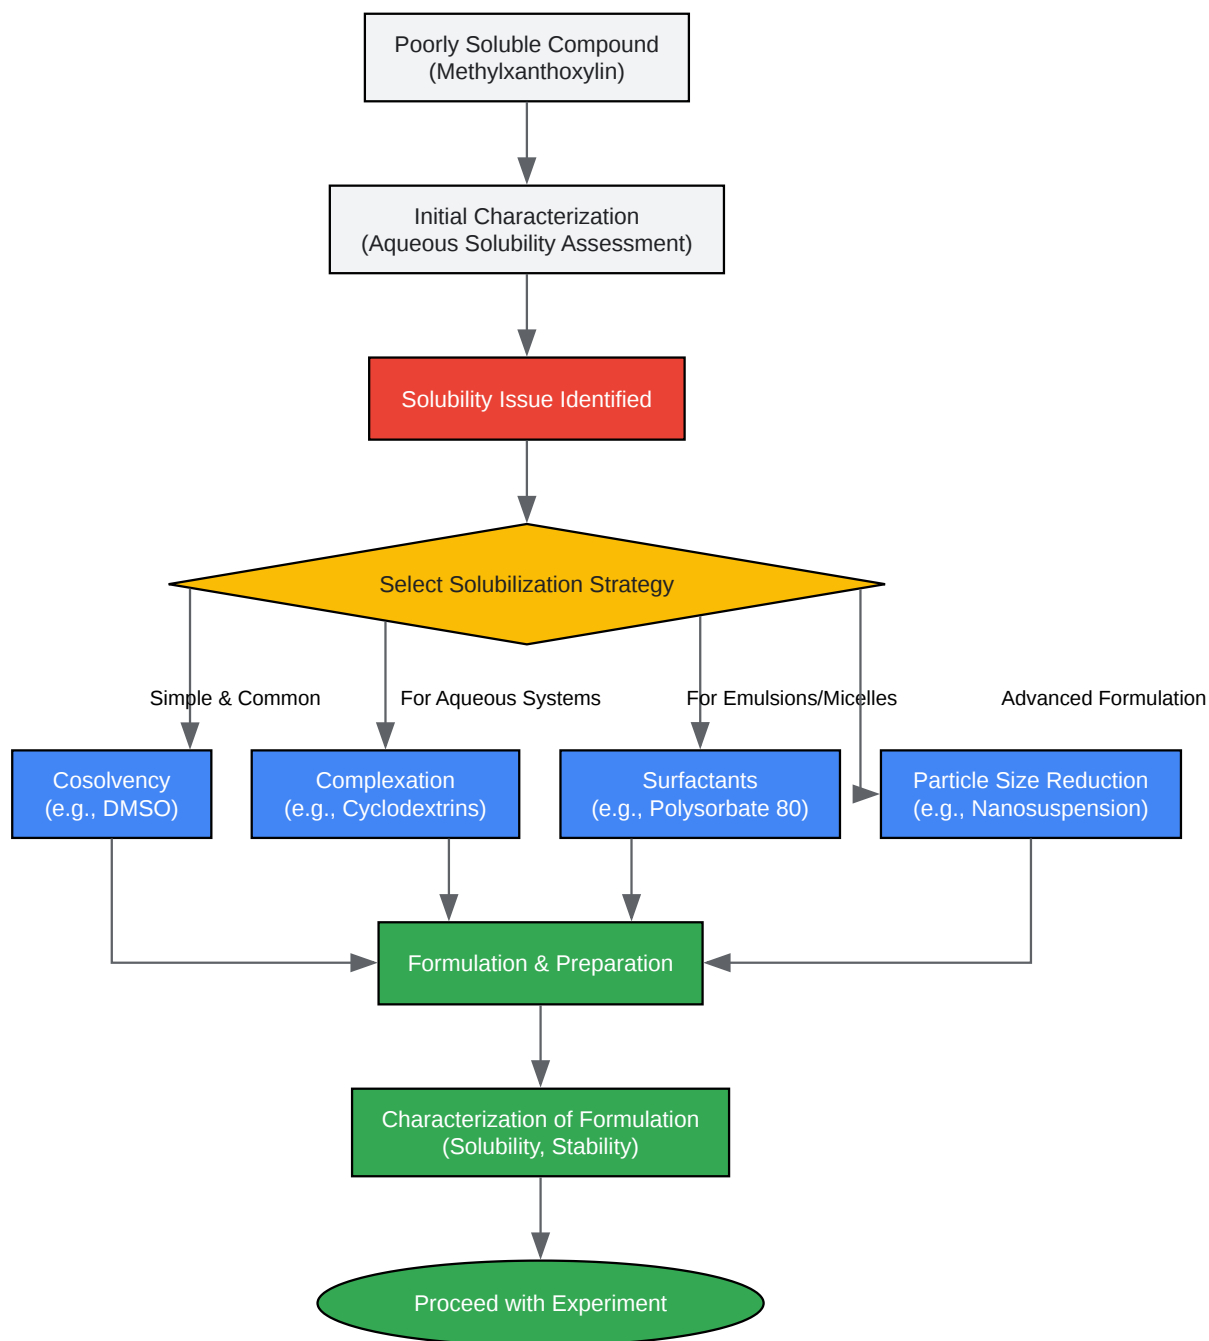 Poorly Soluble Compound
(Methylxanthoxylin)
Initial Characterization
(Aqueous Solubility Assessment)
Solubility Issue Identified
Select Solubilization Strategy
Simple & Common
For Aqueous Systems
For Emulsions/Micelles
Advanced Formulation
Cosolvency
(e.g., DMSO)
Complexation
(e.g., Cyclodextrins)
Surfactants
(e.g., Polysorbate 80)
Particle Size Reduction
(e.g., Nanosuspension)
Formulation & Preparation
Characterization of Formulation
(Solubility, Stability)
Proceed with Experiment